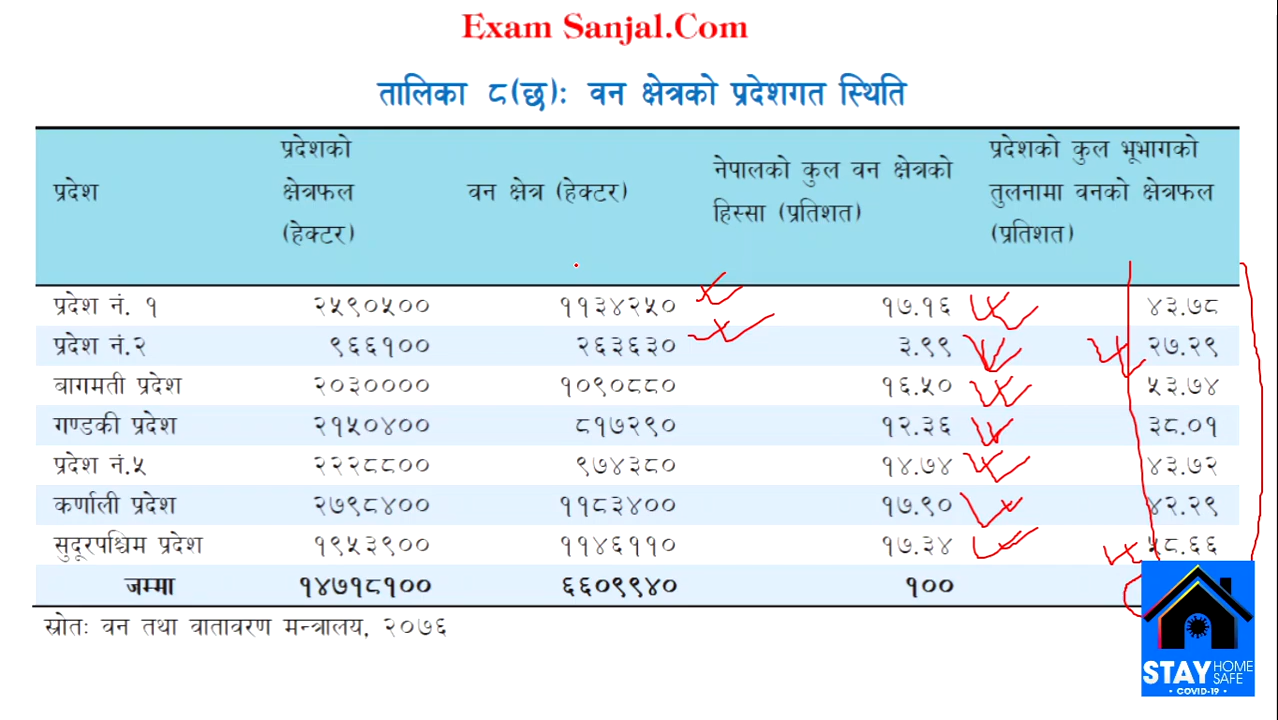 Exam Sanjal.Com
तालिका ८(छ): वन क्षेत्रको प्रदेशगत स्थिति
प्रदेश प्रदेशको क्षेत्रफल (हेक्टर) वन क्षेत्र (हेक्टर) नेपालको कुल वन क्षेत्रको हिस्सा (प्रतिशत) प्रदेशको कुल भूभागको तुलनामा वनको क्षेत्रफल (प्रतिशत)
प्रदेश नं. १ २५९०५०० ११३४२५० १७.१६ ४३.७८
प्रदेश नं.२ ९६६१०० २६३६३० ३.९९ २७.२९
बागमती प्रदेश २०३०००० १०९०८८० १६.५० ५३.७४
गण्डकी प्रदेश २१५०४०० ८१७२९० १२.३६ ३८.०१
प्रदेश नं.५ २२२८८०० ९७४३८० १४.७४ ४३.७२
कर्णाली प्रदेश २७९८४०० ११८३४०० १७.९० ४२.२९
सुदूरपश्चिम प्रदेश १९५३९०० ११४६११० १७.३४ ५८.६६
जम्मा १४७१८१०० ६६०९९४० १००
स्रोतः वन तथा वातावरण मन्त्रालय, २०७६
STAY HOME SAFE
• COVID-19 •